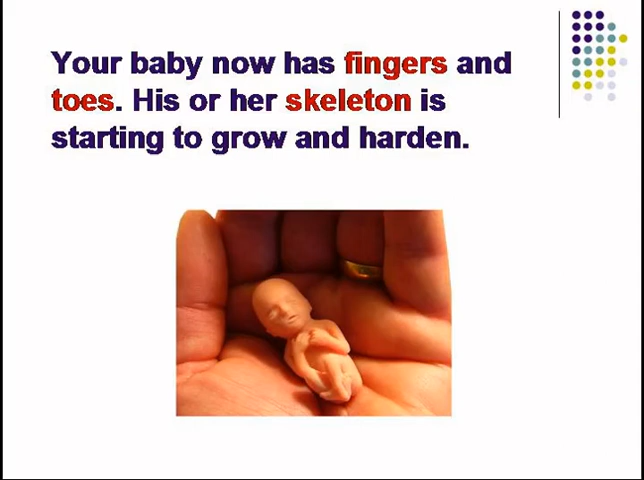 Your baby now has fingers and
toes. His or her skeleton is
starting to grow and harden.